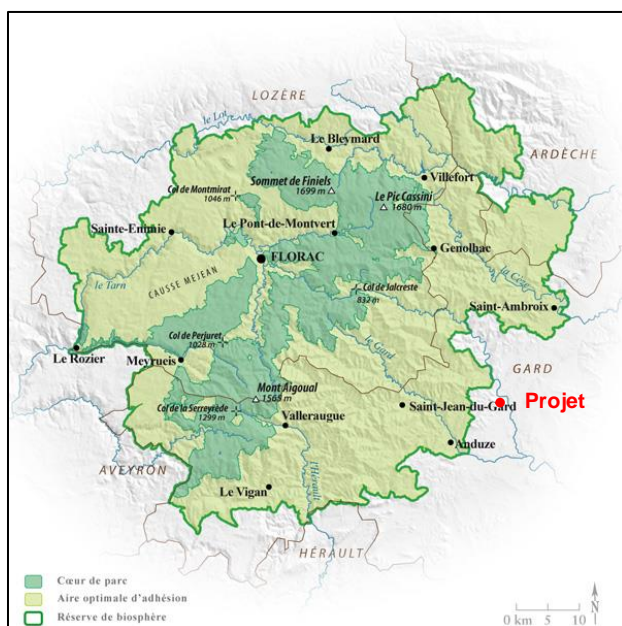 LOZÈRE
ARDÈCHE
le Lot
Le Bleymard
Sommet de Finiels
1699 m
Villefort
Col de Montmirat
1046 m
Le Pic Cassini
1680 m
Sainte-Enimie
Le Pont-de-Montvert
Genolhac
FLORAC
le Tarn
CAUSSE MEJEAN
Col de Jalcreste
832 m
la Cèze
Saint-Ambroix
Col de Perjuret
1028 m
le Gard
Le Rozier
Meyrueis
GARD
Mont Aigoual
1565 m
Projet
Saint-Jean-du-Gard
Col de la Serreyrède
1299 m
Valleraugue
Anduze
AVEYRON
l'Hérault
Le Vigan
HÉRAULT
Cœur de parc
Aire optimale d'adhésion
Réserve de biosphère
N
0 km 5 10